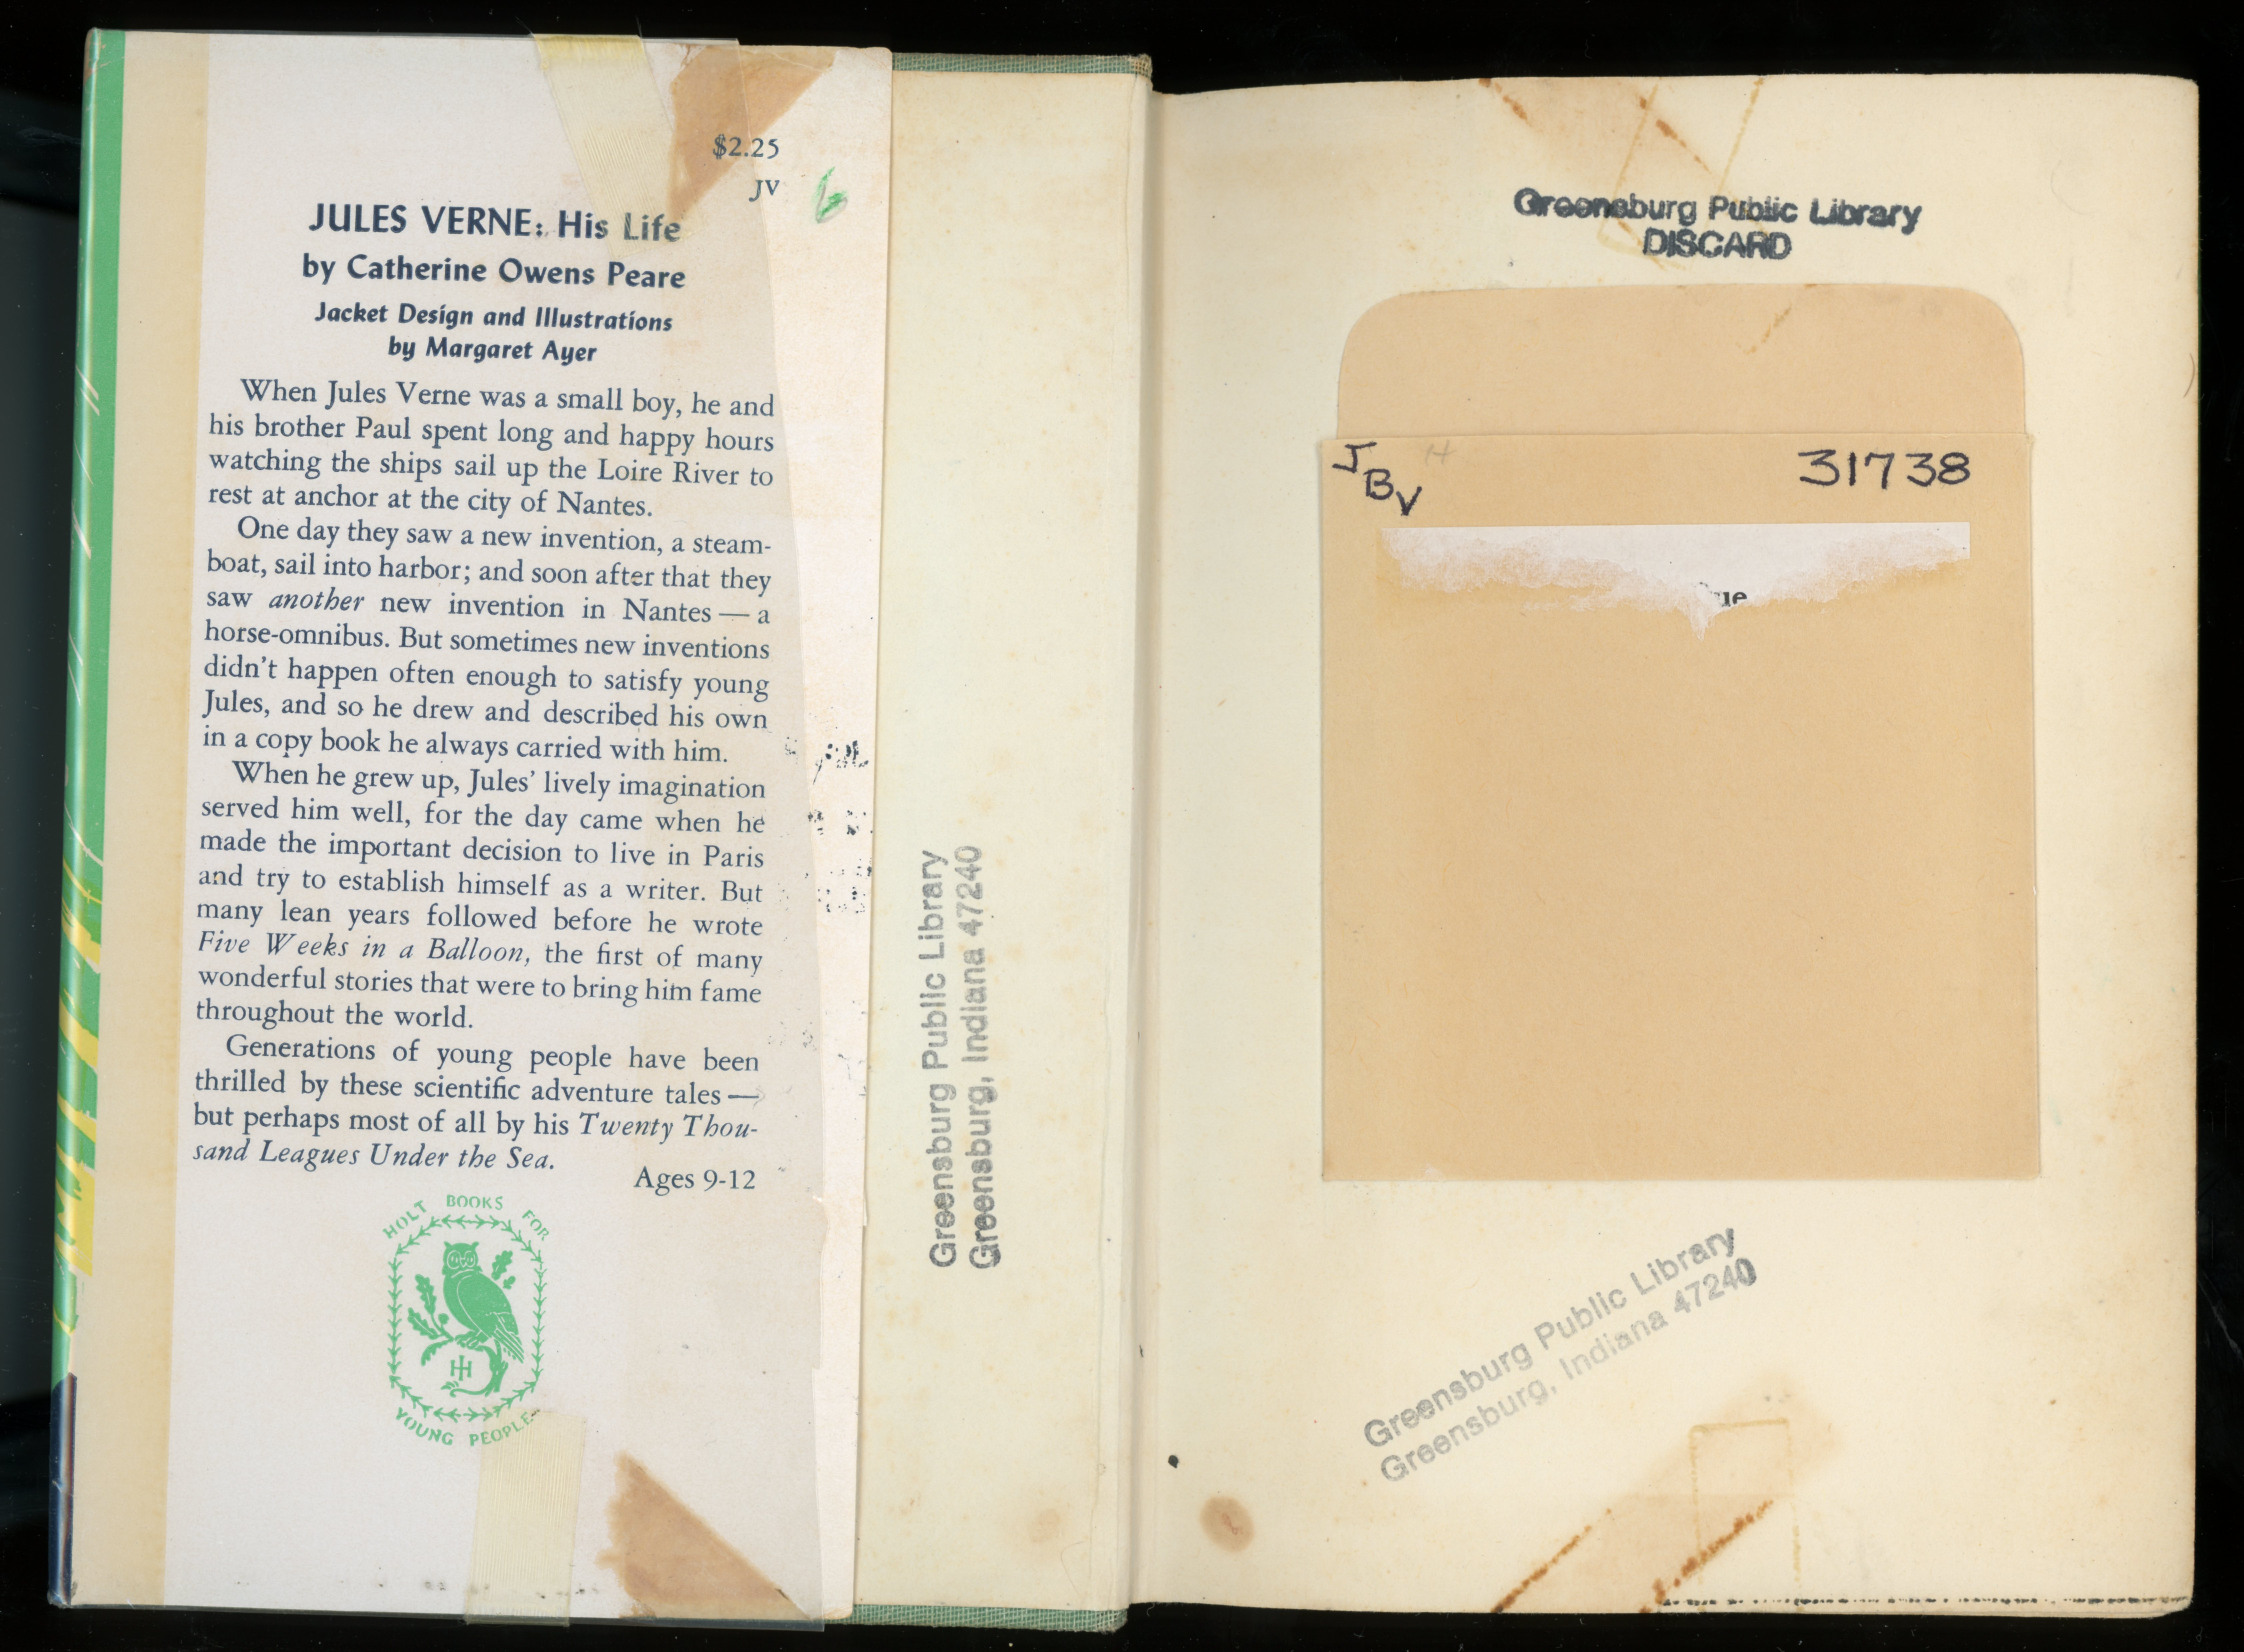 $2.25
JV
6
JULES VERNE: His Life
by Catherine Owens Peare
Jacket Design and Illustrations
by Margaret Ayer
When Jules Verne was a small boy, he and
his brother Paul spent long and happy hours
watching the ships sail up the Loire River to
rest at anchor at the city of Nantes.
One day they saw a new invention, a steam-
boat, sail into harbor; and soon after that they
saw another new invention in Nantes — a
horse-omnibus. But sometimes new inventions
didn't happen often enough to satisfy young
Jules, and so he drew and described his own
in a copy book he always carried with him.
When he grew up, Jules' lively imagination
served him well, for the day came when he
made the important decision to live in Paris
and try to establish himself as a writer. But
many lean years followed before he wrote
Five Weeks in a Balloon, the first of many
wonderful stories that were to bring him fame
throughout the world.
Generations of young people have been
thrilled by these scientific adventure tales —
but perhaps most of all by his Twenty Thou-
sand Leagues Under the Sea.
Ages 9-12
HOLT BOOKS FOR
YOUNG PEOPLE
Greensburg Public Library
Greensburg, Indiana 47240
Greensburg Public Library
DISCARD
J H 31738
BV
Greensburg Public Library
Greensburg, Indiana 47240